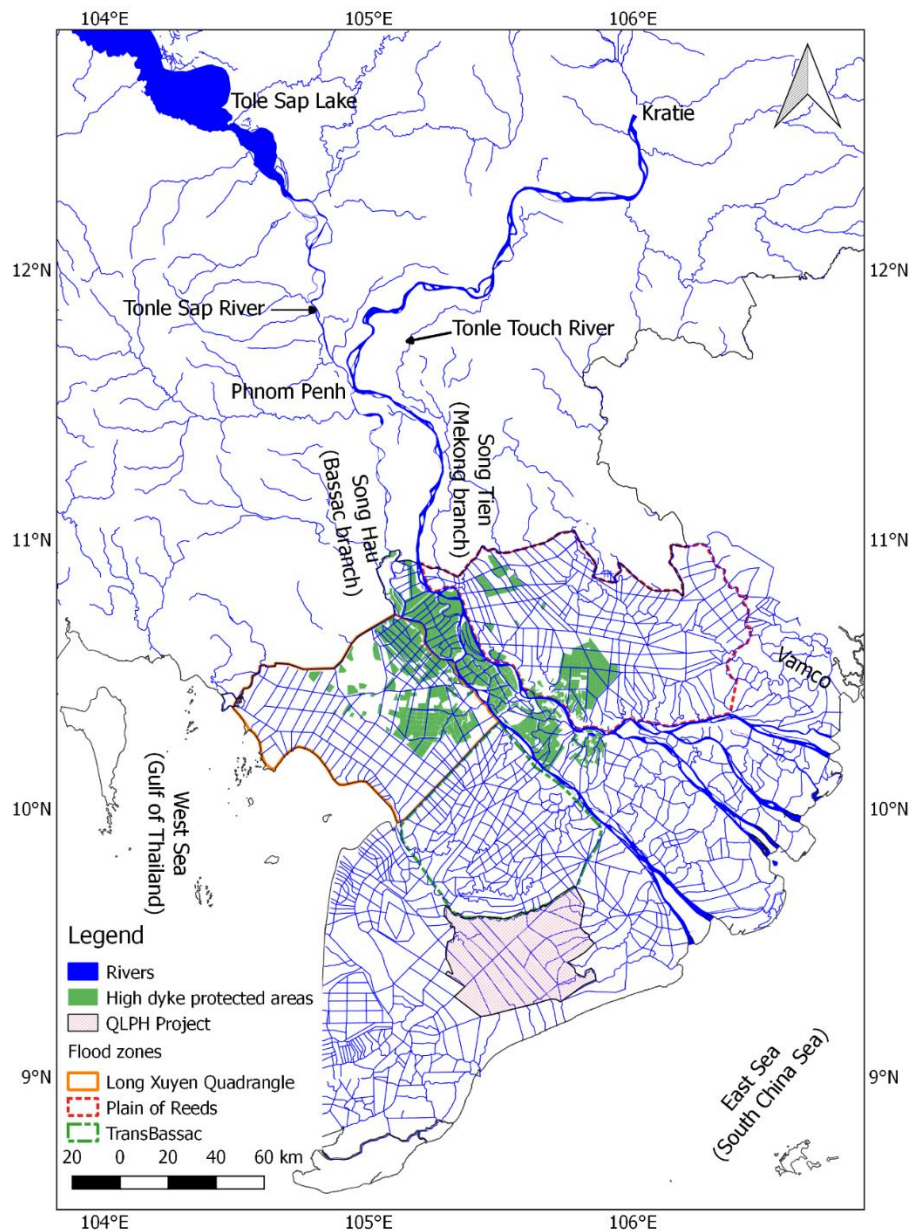 104°E 105°E 106°E
Tole Sap Lake
Kratie
12°N 12°N
Tonle Sap River
Tonle Touch River
Phnom Penh
Song Tien
(Mekong branch)
Song Hau
(Bassac branch)
11°N 11°N
Vamco
10°N 10°N
West Sea
(Gulf of Thailand)
Legend
Rivers
High dyke protected areas
QLPH Project
Flood zones
Long Xuyen Quadrangle
Plain of Reeds
TransBassac
20 0 20 40 60 km
9°N 9°N
East Sea
(South China Sea)
104°E 105°E 106°E